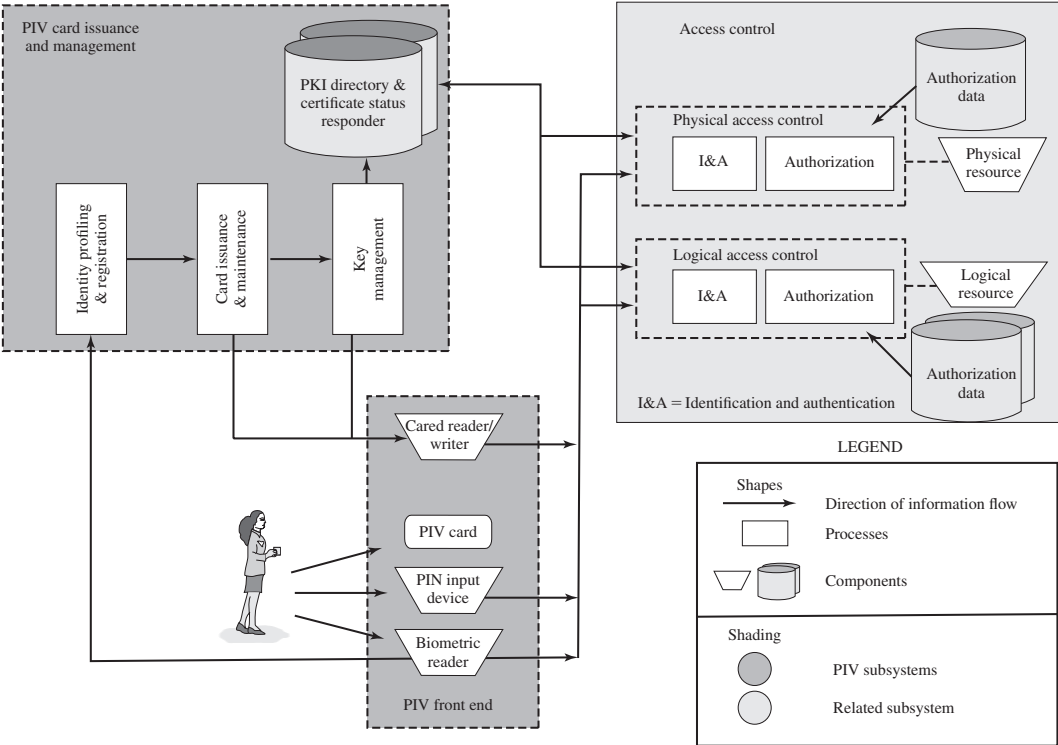 PIV card issuance
and management
PKI directory &
certificate status
responder
Identity profiling
& registration
Card issuance
& maintenance
Key
management
Access control
Authorization
data
Physical access control
I&A
Authorization
Physical
resource
Logical access control
I&A
Authorization
Logical
resource
Authorization
data
I&A = Identification and authentication
Cared reader/
writer
PIV card
PIN input
device
Biometric
reader
PIV front end
LEGEND
Shapes
Direction of information flow
Processes
Components
Shading
PIV subsystems
Related subsystem